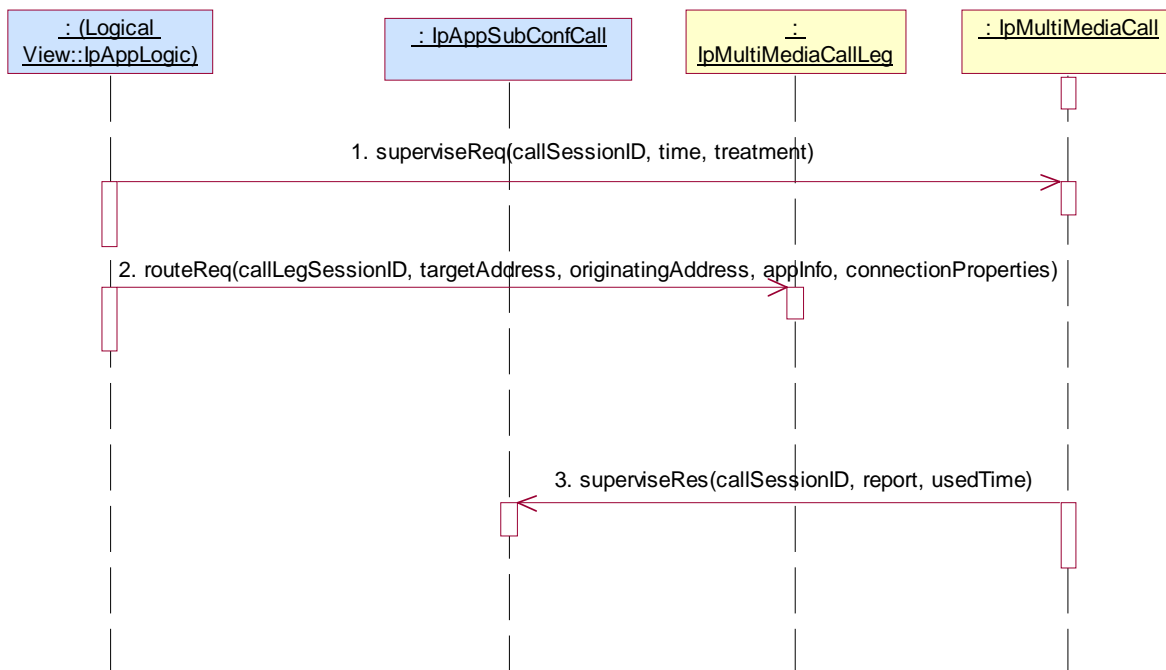 : (Logical
View::IpAppLogic)
: IpAppSubConfCall
:
IpMultiMediaCallLeg
: IpMultiMediaCall
1. superviseReq(callSessionID, time, treatment)
2. routeReq(callLegSessionID, targetAddress, originatingAddress, appInfo, connectionProperties)
3. superviseRes(callSessionID, report, usedTime)